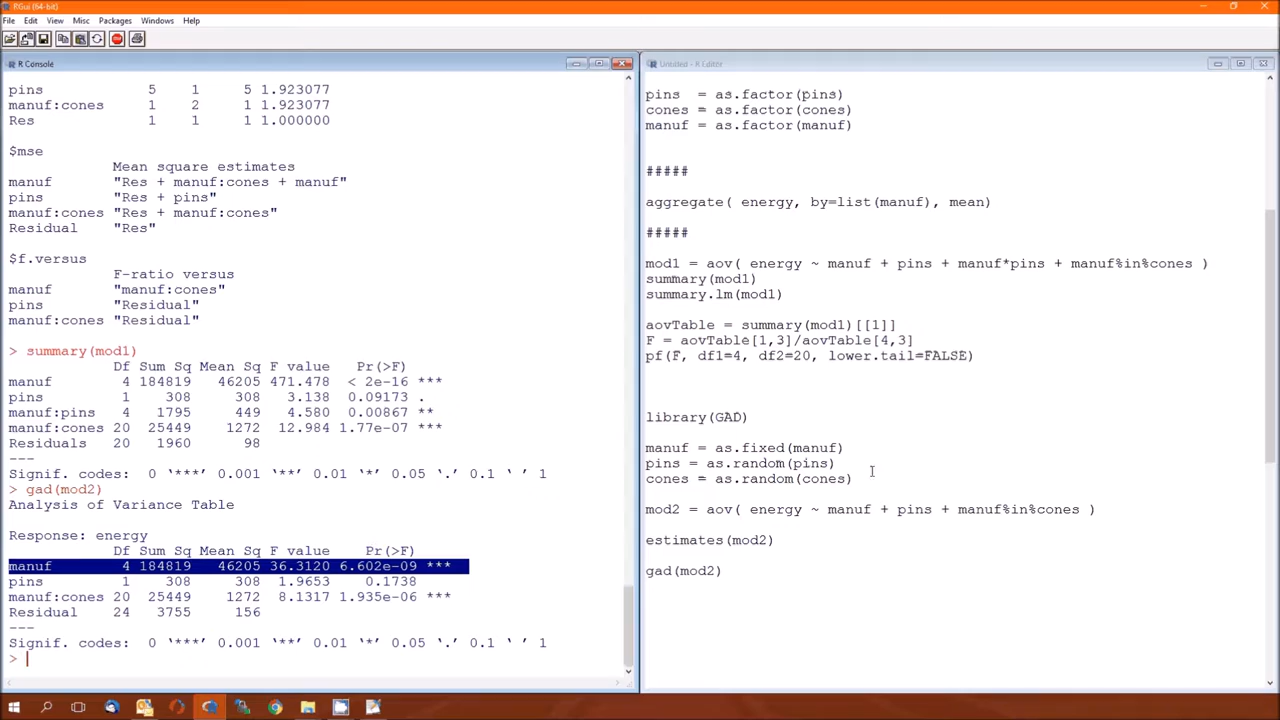 RGui (64-bit)
File Edit View Misc Packages Windows Help
R Console
pins 5 1 5 1.923077
manuf:cones 1 2 1 1.923077
Res 1 1 1 1.000000
$mse
Mean square estimates
manuf "Res + manuf:cones + manuf"
pins "Res + pins"
manuf:cones "Res + manuf:cones"
Residual "Res"
$f.versus
F-ratio versus
manuf "manuf:cones"
pins "Residual"
manuf:cones "Residual"
> summary(mod1)
Df Sum Sq Mean Sq F value Pr(>F)
manuf 4 184819 46205 471.478 < 2e-16 ***
pins 1 308 308 3.138 0.09173 .
manuf:pins 4 1795 449 4.580 0.00867 **
manuf:cones 20 25449 1272 12.984 1.77e-07 ***
Residuals 20 1960 98
---
Signif. codes: 0 ‘***’ 0.001 ‘**’ 0.01 ‘*’ 0.05 ‘.’ 0.1 ‘ ’ 1
> gad(mod2)
Analysis of Variance Table
Response: energy
Df Sum Sq Mean Sq F value Pr(>F)
manuf 4 184819 46205 36.3120 6.602e-09 ***
pins 1 308 308 1.9653 0.1738
manuf:cones 20 25449 1272 8.1317 1.935e-06 ***
Residual 24 3755 156
---
Signif. codes: 0 ‘***’ 0.001 ‘**’ 0.01 ‘*’ 0.05 ‘.’ 0.1 ‘ ’ 1
>
Untitled - R Editor
pins = as.factor(pins)
cones = as.factor(cones)
manuf = as.factor(manuf)
#####
aggregate( energy, by=list(manuf), mean)
#####
mod1 = aov( energy ~ manuf + pins + manuf*pins + manuf%in%cones )
summary(mod1)
summary.lm(mod1)
aovTable = summary(mod1)[[1]]
F = aovTable[1,3]/aovTable[4,3]
pf(F, df1=4, df2=20, lower.tail=FALSE)
library(GAD)
manuf = as.fixed(manuf)
pins = as.random(pins)
cones = as.random(cones)
mod2 = aov( energy ~ manuf + pins + manuf%in%cones )
estimates(mod2)
gad(mod2)